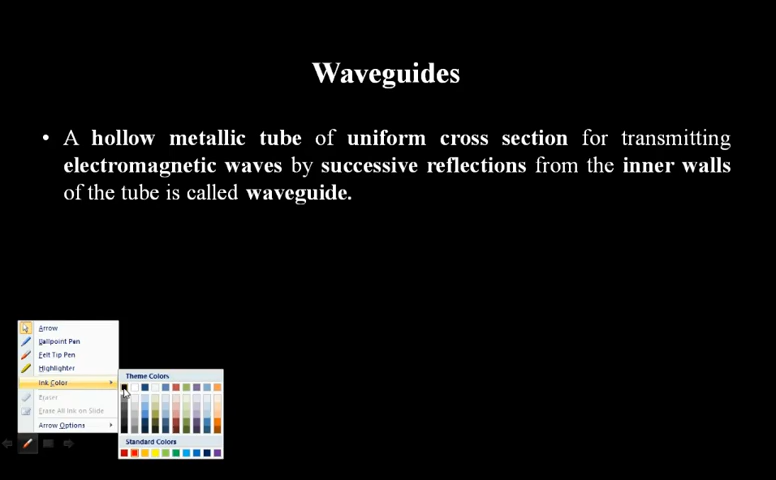 Waveguides
• A hollow metallic tube of uniform cross section for transmitting
electromagnetic waves by successive reflections from the inner walls
of the tube is called waveguide.
Arrow
Ballpoint Pen
Felt Tip Pen
Highlighter
Ink Color
Eraser
Erase All Ink on Slide
Arrow Options
Theme Colors
Standard Colors